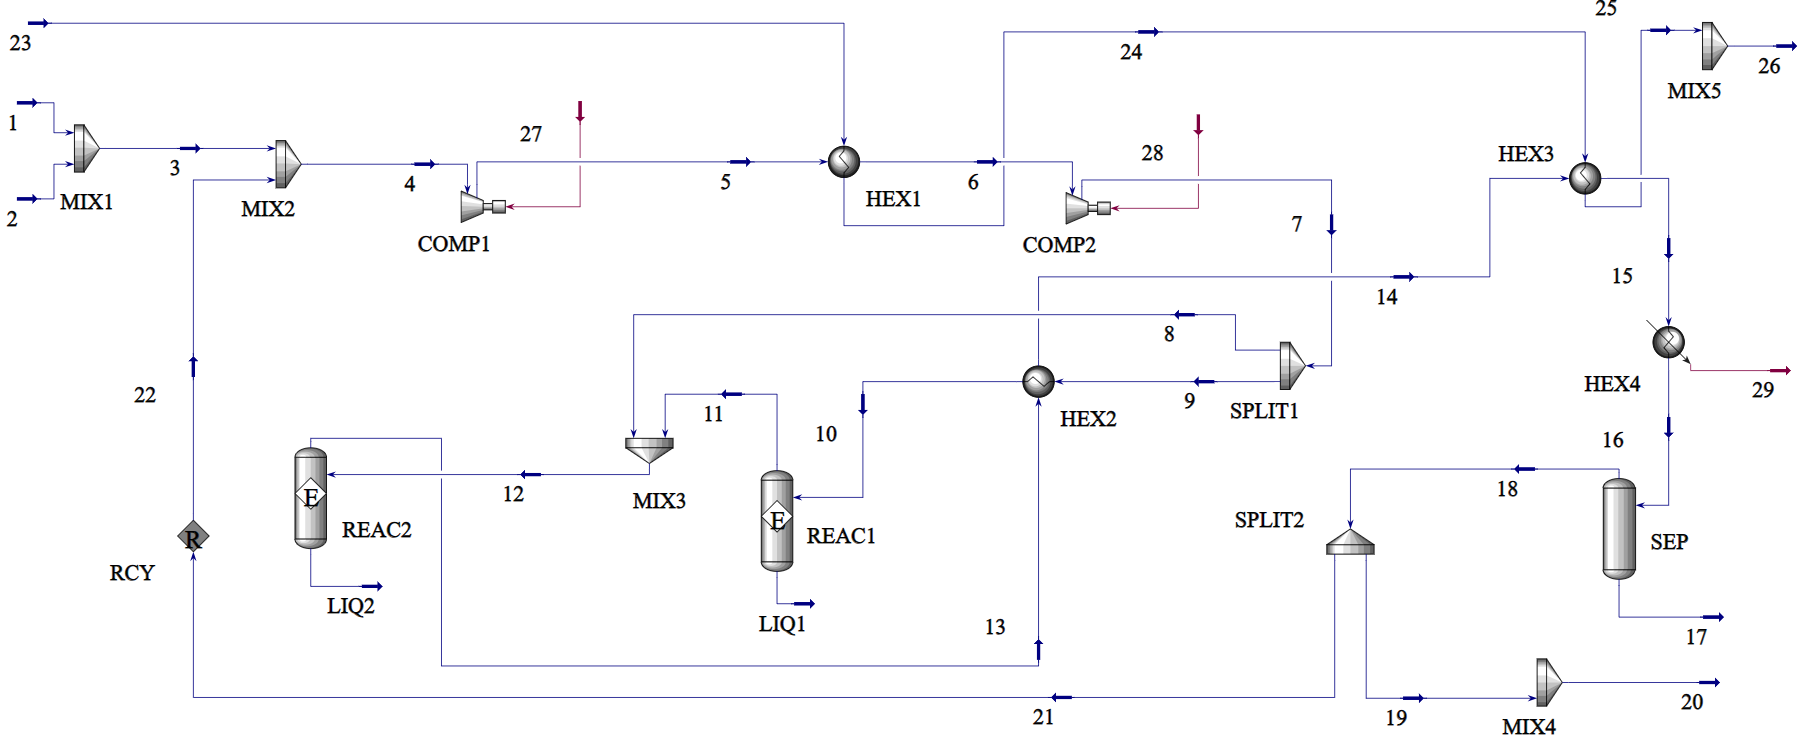 25
23
24
26
MIX5
1
27
28
HEX3
3
5
6
4
2
MIX1
MIX2
HEX1
7
COMP1
COMP2
15
14
8
HEX4
22
9
SPLIT1
29
11
10
HEX2
16
12
MIX3
18
E
E
REAC2
REAC1
SPLIT2
R
SEP
RCY
LIQ2
LIQ1
13
17
21
19
20
MIX4